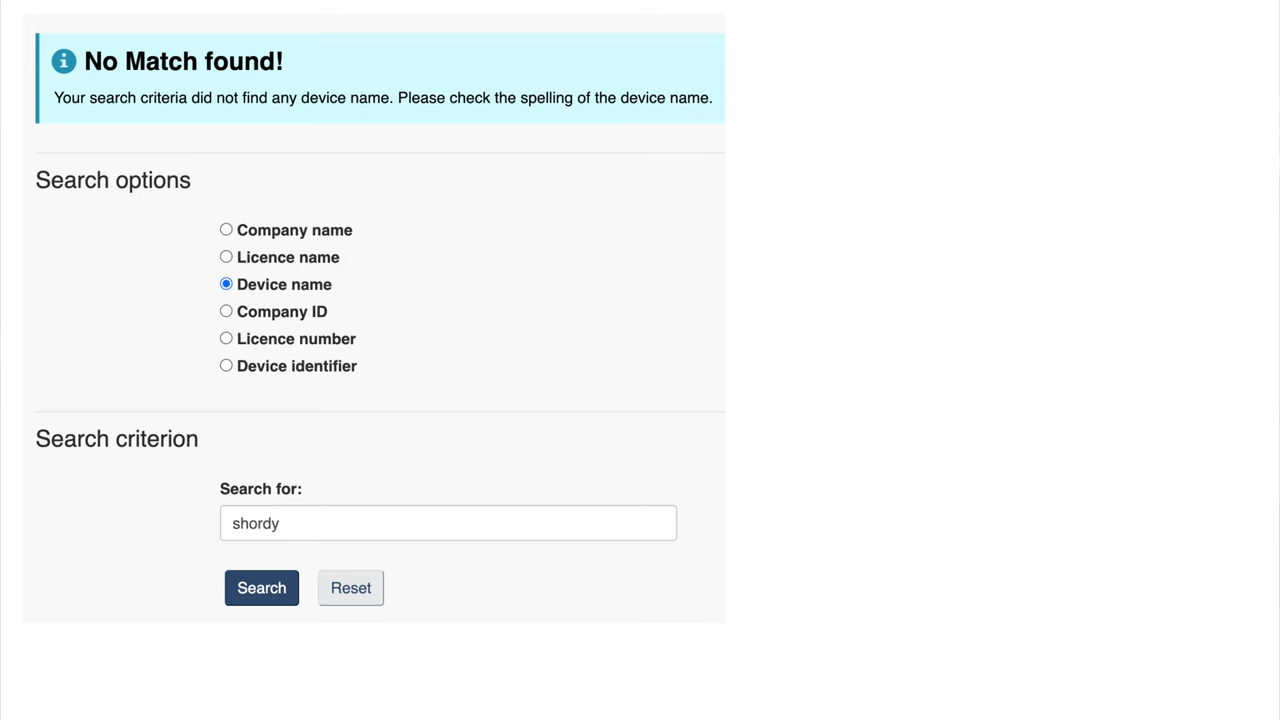 No Match found!
Your search criteria did not find any device name. Please check the spelling of the device name.
Search options
Company name
Licence name
Device name
Company ID
Licence number
Device identifier
Search criterion
Search for:
shordy
Search Reset